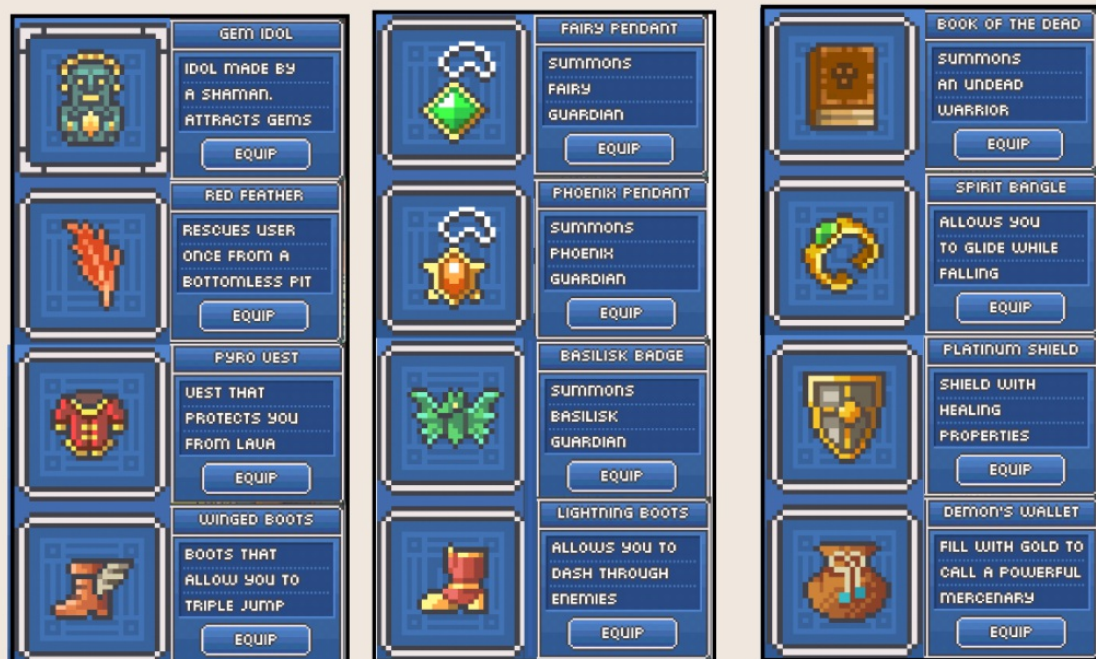 GEM IDOL
IDOL MADE BY
A SHAMAN.
ATTRACTS GEMS
EQUIP
RED FEATHER
RESCUES USER
ONCE FROM A
BOTTOMLESS PIT
EQUIP
PYRO VEST
VEST THAT
PROTECTS YOU
FROM LAVA
EQUIP
WINGED BOOTS
BOOTS THAT
ALLOW YOU TO
TRIPLE JUMP
EQUIP
FAIRY PENDANT
SUMMONS
FAIRY
GUARDIAN
EQUIP
PHOENIX PENDANT
SUMMONS
PHOENIX
GUARDIAN
EQUIP
BASILISK BADGE
SUMMONS
BASILISK
GUARDIAN
EQUIP
LIGHTNING BOOTS
ALLOWS YOU TO
DASH THROUGH
ENEMIES
EQUIP
BOOK OF THE DEAD
SUMMONS
AN UNDEAD
WARRIOR
EQUIP
SPIRIT BANGLE
ALLOWS YOU
TO GLIDE WHILE
FALLING
EQUIP
PLATINUM SHIELD
SHIELD WITH
HEALING
PROPERTIES
EQUIP
DEMON'S WALLET
FILL WITH GOLD TO
CALL A POWERFUL
MERCENARY
EQUIP